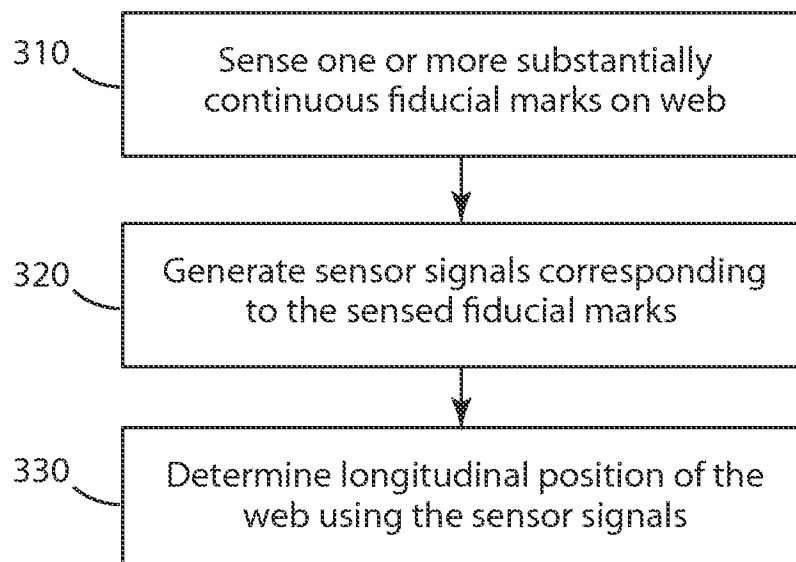 310
Sense one or more substantially
continuous fiducial marks on web
320
Generate sensor signals corresponding
to the sensed fiducial marks
330
Determine longitudinal position of the
web using the sensor signals